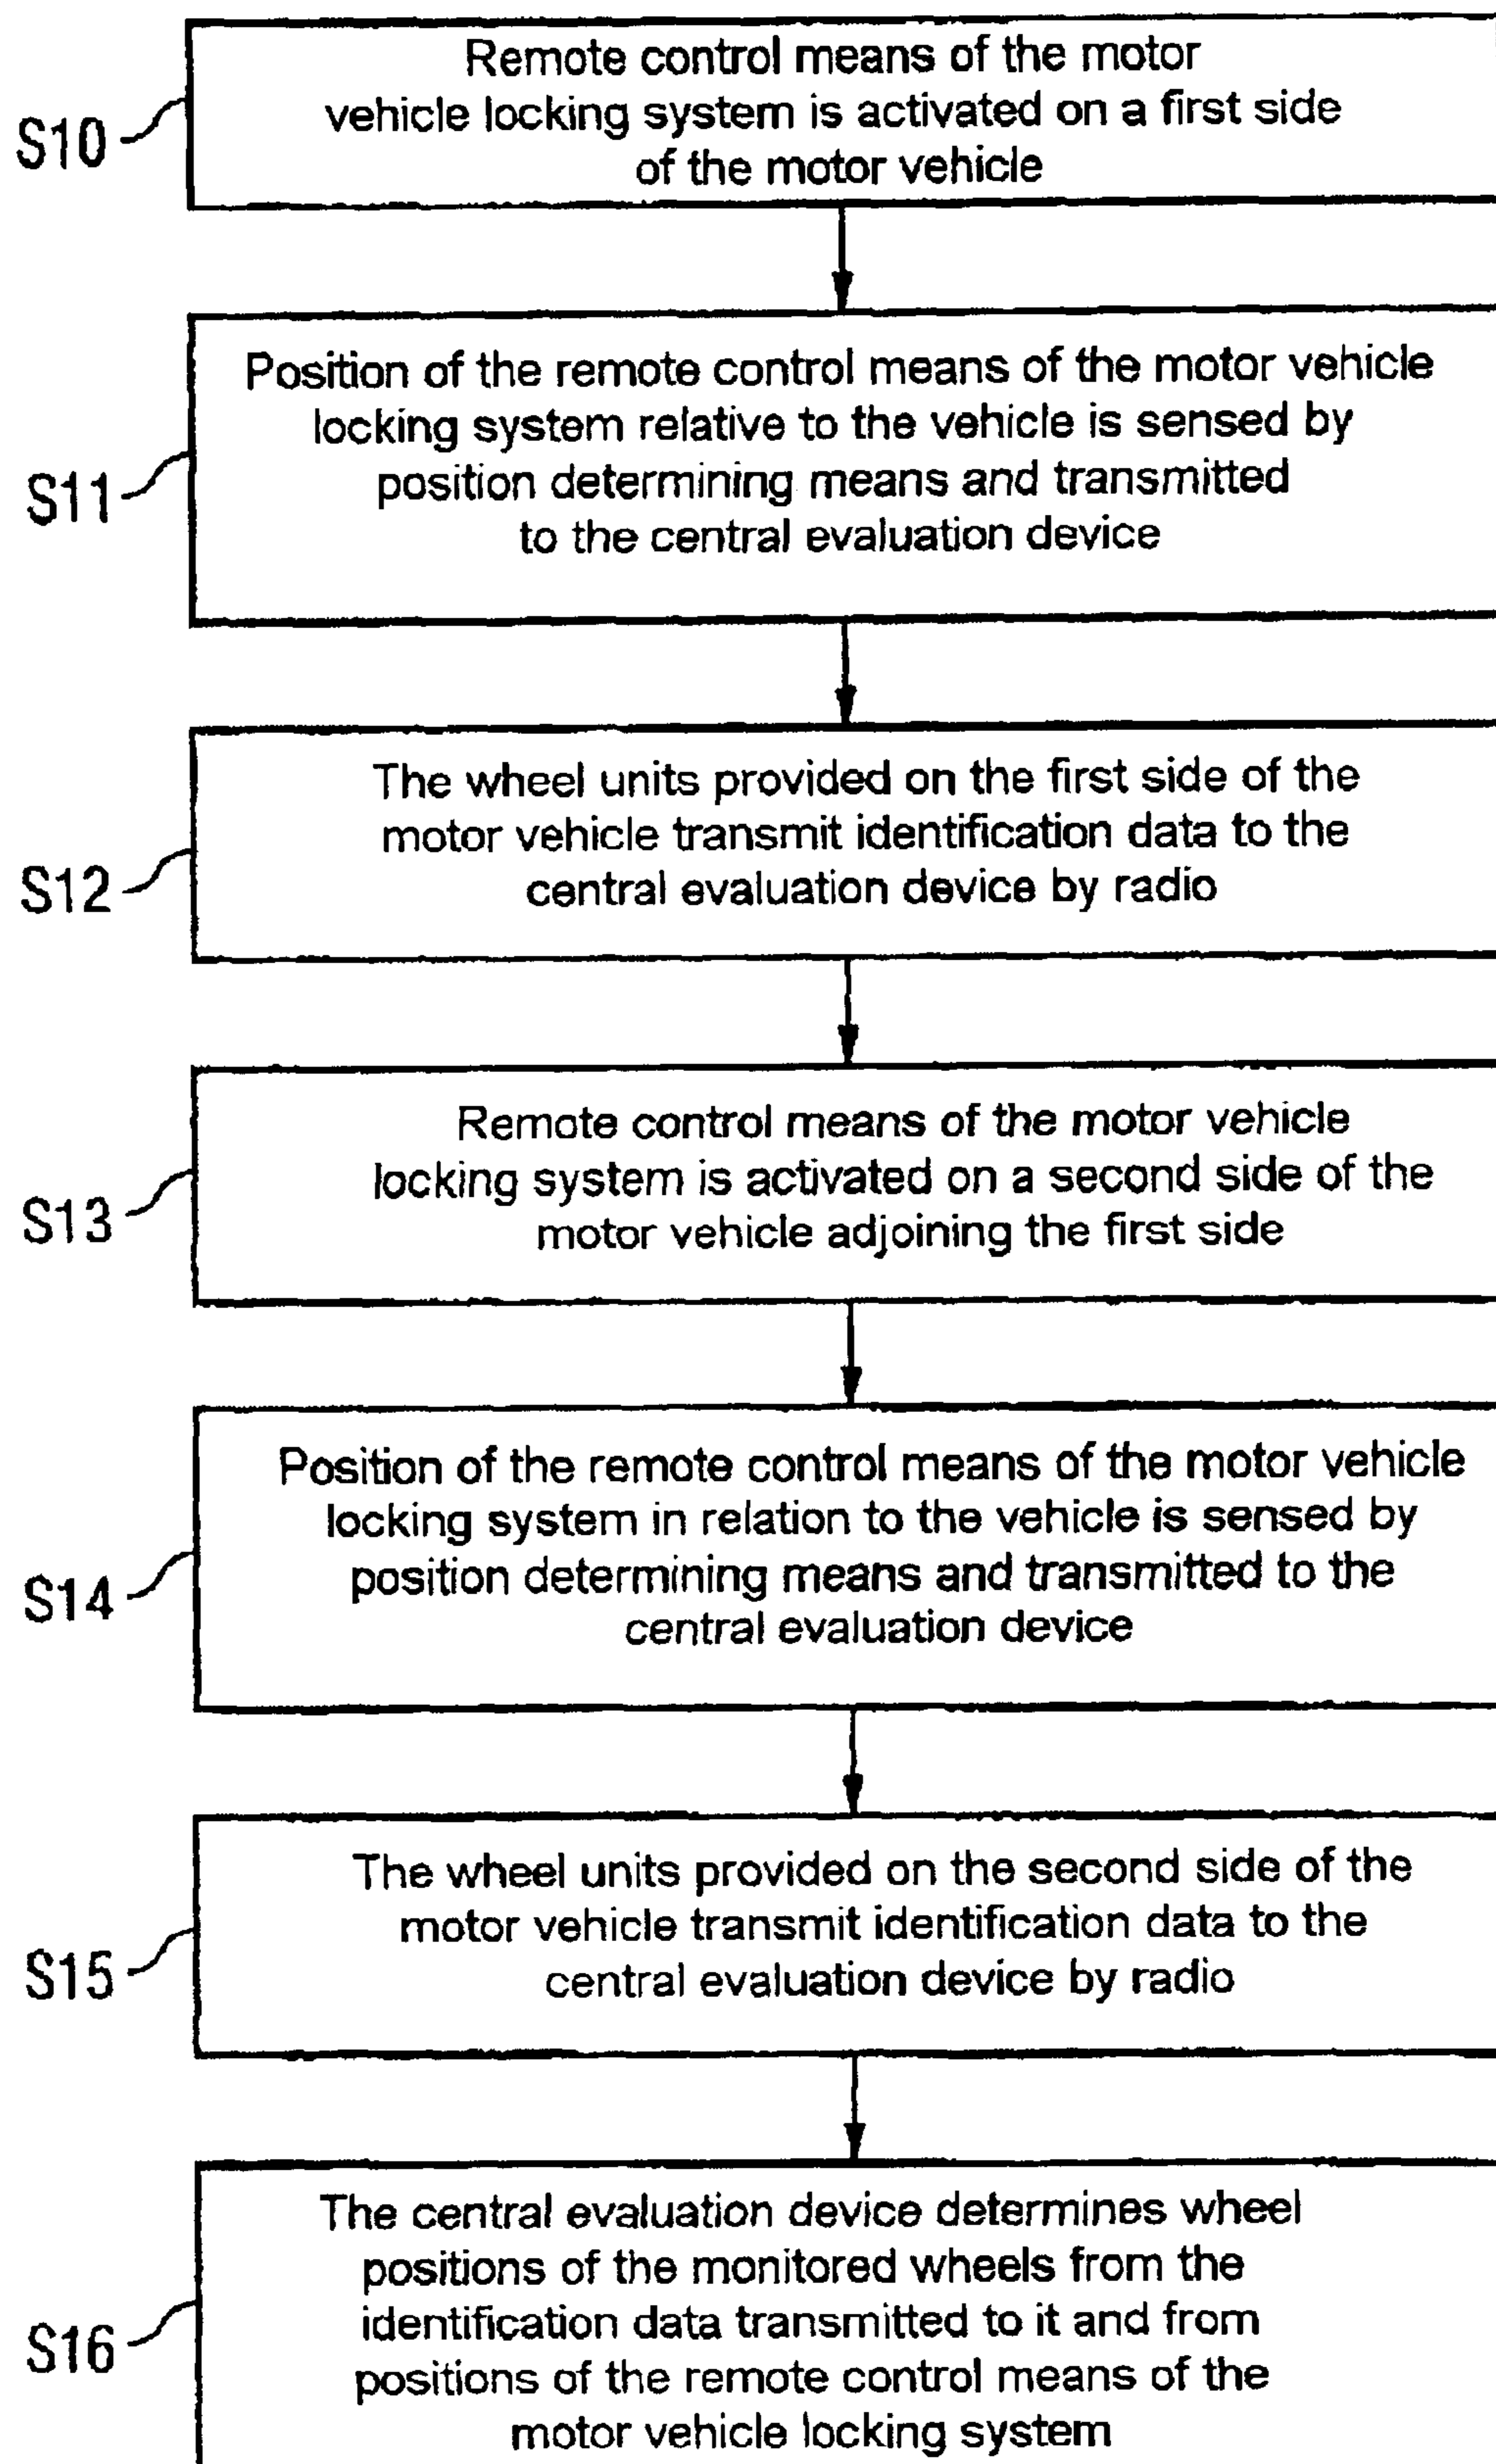 Remote control means of the motor
vehicle locking system is activated on a first side
of the motor vehicle
S10
Position of the remote control means of the motor vehicle
locking system relative to the vehicle is sensed by
position determining means and transmitted
to the central evaluation device
S11
The wheel units provided on the first side of the
motor vehicle transmit identification data to the
central evaluation device by radio
S12
Remote control means of the motor vehicle
locking system is activated on a second side of the
motor vehicle adjoining the first side
S13
Position of the remote control means of the motor vehicle
locking system in relation to the vehicle is sensed by
position determining means and transmitted to the
central evaluation device
S14
The wheel units provided on the second side of the
motor vehicle transmit identification data to the
central evaluation device by radio
S15
The central evaluation device determines wheel
positions of the monitored wheels from the
identification data transmitted to it and from
positions of the remote control means of the
motor vehicle locking system
S16